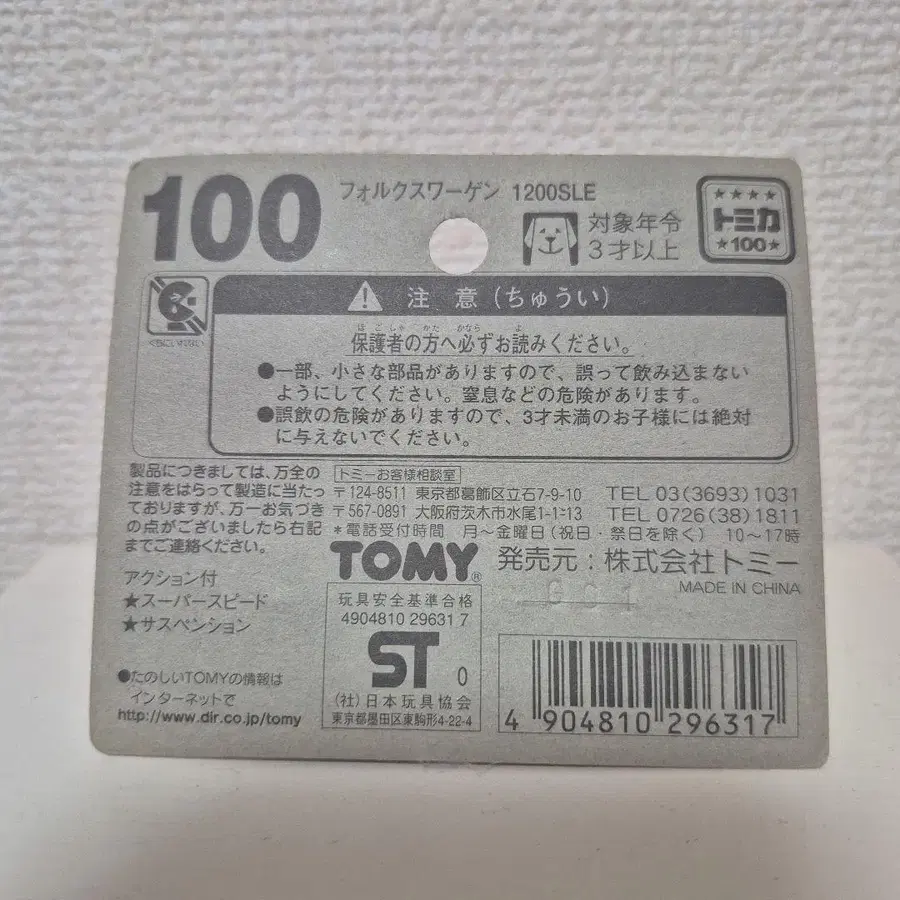 100
フォルクスワーゲン 1200SLE
対象年令
3才以上
★★★★
トミカ
★100★
くちにいれない
注意(ちゅうい)
ほごしゃ かた かなら よ
保護者の方へ必ずお読みください。
●一部、小さな部品がありますので、誤って飲み込まない
ようにしてください。窒息などの危険があります。
●誤飲の危険がありますので、3才未満のお子様には絶対
に与えないでください。
製品につきましては、万全の
注意をはらって製造に当たっ
ておりますが、万一お気づき
の点がございましたら右記
までご連絡ください。
トミーお客様相談室
〒124-8511 東京都葛飾区立石7-9-10 TEL 03(3693)1031
〒567-0891 大阪府茨木市水尾1-1-13 TEL 0726(38)1811
*電話受付時間 月~金曜日(祝日・祭日を除く) 10~17時
TOMY®
発売元:株式会社トミー
MADE IN CHINA
アクション付
★スーパースピード
★サスペンション
玩具安全基準合格
4904810 29631 7
ST 0
(社)日本玩具協会
東京都墨田区東駒形4-22-4
●たのしいTOMYの情報は
インターネットで
http://www.dir.co.jp/tomy
4 904810 296317